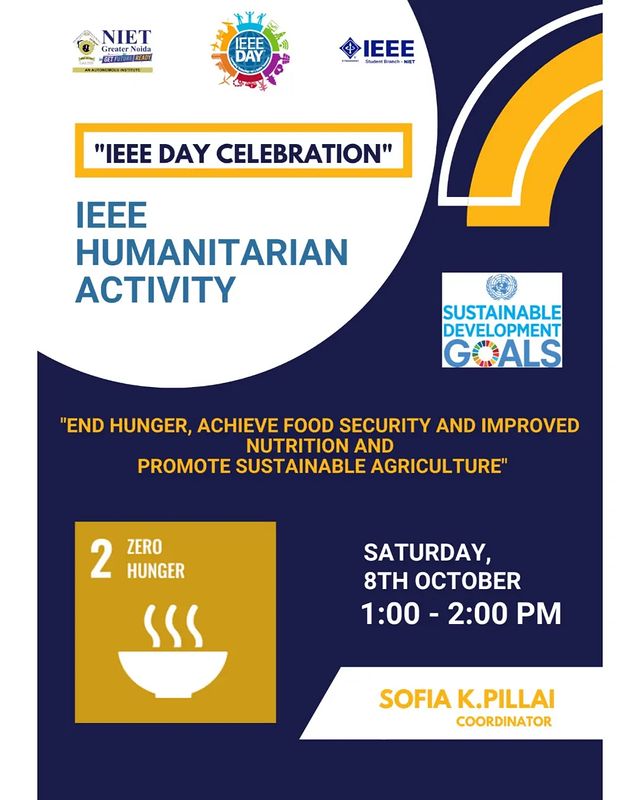 NIET
Greater Noida
GET FUTURE READY
AN AUTONOMOUS INSTITUTE
IEEE
DAY
IEEE
Student Branch - NIET
"IEEE DAY CELEBRATION"
IEEE
HUMANITARIAN
ACTIVITY
SUSTAINABLE
DEVELOPMENT
GOALS
"END HUNGER, ACHIEVE FOOD SECURITY AND IMPROVED
NUTRITION AND
PROMOTE SUSTAINABLE AGRICULTURE"
2 ZERO
HUNGER
SATURDAY,
8TH OCTOBER
1:00 - 2:00 PM
SOFIA K.PILLAI
COORDINATOR